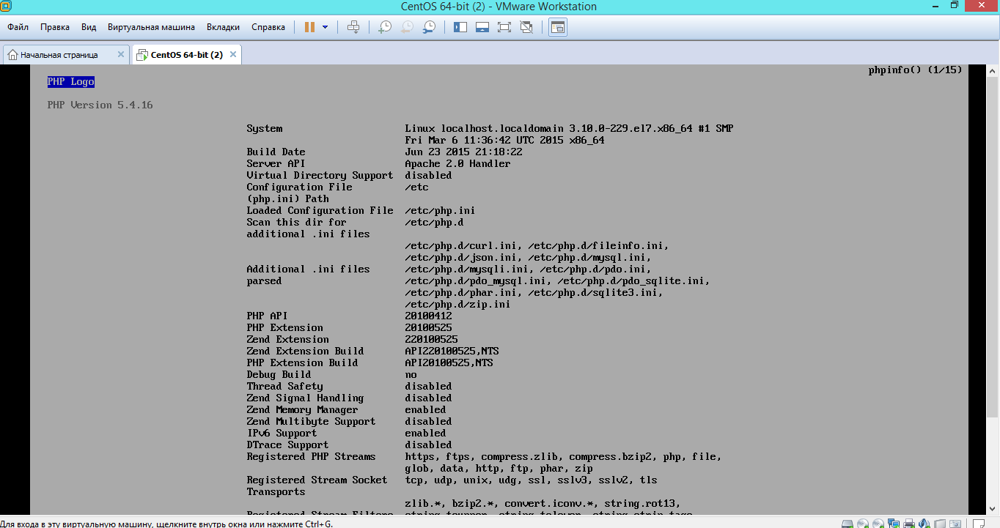 CentOS 64-bit (2) - VMware Workstation
Файл Правка Вид Виртуальная машина Вкладки Справка
Начальная страница CentOS 64-bit (2)
phpinfo() (1/15)
PHP Logo
PHP Version 5.4.16
System Linux localhost.localdomain 3.10.0-229.el7.x86_64 #1 SMP
Fri Mar 6 11:36:42 UTC 2015 x86_64
Build Date Jun 23 2015 21:18:22
Server API Apache 2.0 Handler
Virtual Directory Support disabled
Configuration File /etc
(php.ini) Path
Loaded Configuration File /etc/php.ini
Scan this dir for /etc/php.d
additional .ini files
/etc/php.d/curl.ini, /etc/php.d/fileinfo.ini,
/etc/php.d/json.ini, /etc/php.d/mysql.ini,
Additional .ini files /etc/php.d/mysqli.ini, /etc/php.d/pdo.ini,
parsed /etc/php.d/pdo_mysql.ini, /etc/php.d/pdo_sqlite.ini,
/etc/php.d/phar.ini, /etc/php.d/sqlite3.ini,
/etc/php.d/zip.ini
PHP API 20100412
PHP Extension 20100525
Zend Extension 220100525
Zend Extension Build API220100525,NTS
PHP Extension Build API20100525,NTS
Debug Build no
Thread Safety disabled
Zend Signal Handling disabled
Zend Memory Manager enabled
Zend Multibyte Support disabled
IPv6 Support enabled
DTrace Support disabled
Registered PHP Streams https, ftps, compress.zlib, compress.bzip2, php, file,
glob, data, http, ftp, phar, zip
Registered Stream Socket tcp, udp, unix, udg, ssl, sslv3, sslv2, tls
Transports
zlib.*, bzip2.*, convert.iconv.*, string.rot13,
Registered Stream Filters string.toupper, string.tolower, string.strip_tags,
Для входа в эту виртуальную машину, щелкните внутрь окна или нажмите Ctrl+G.